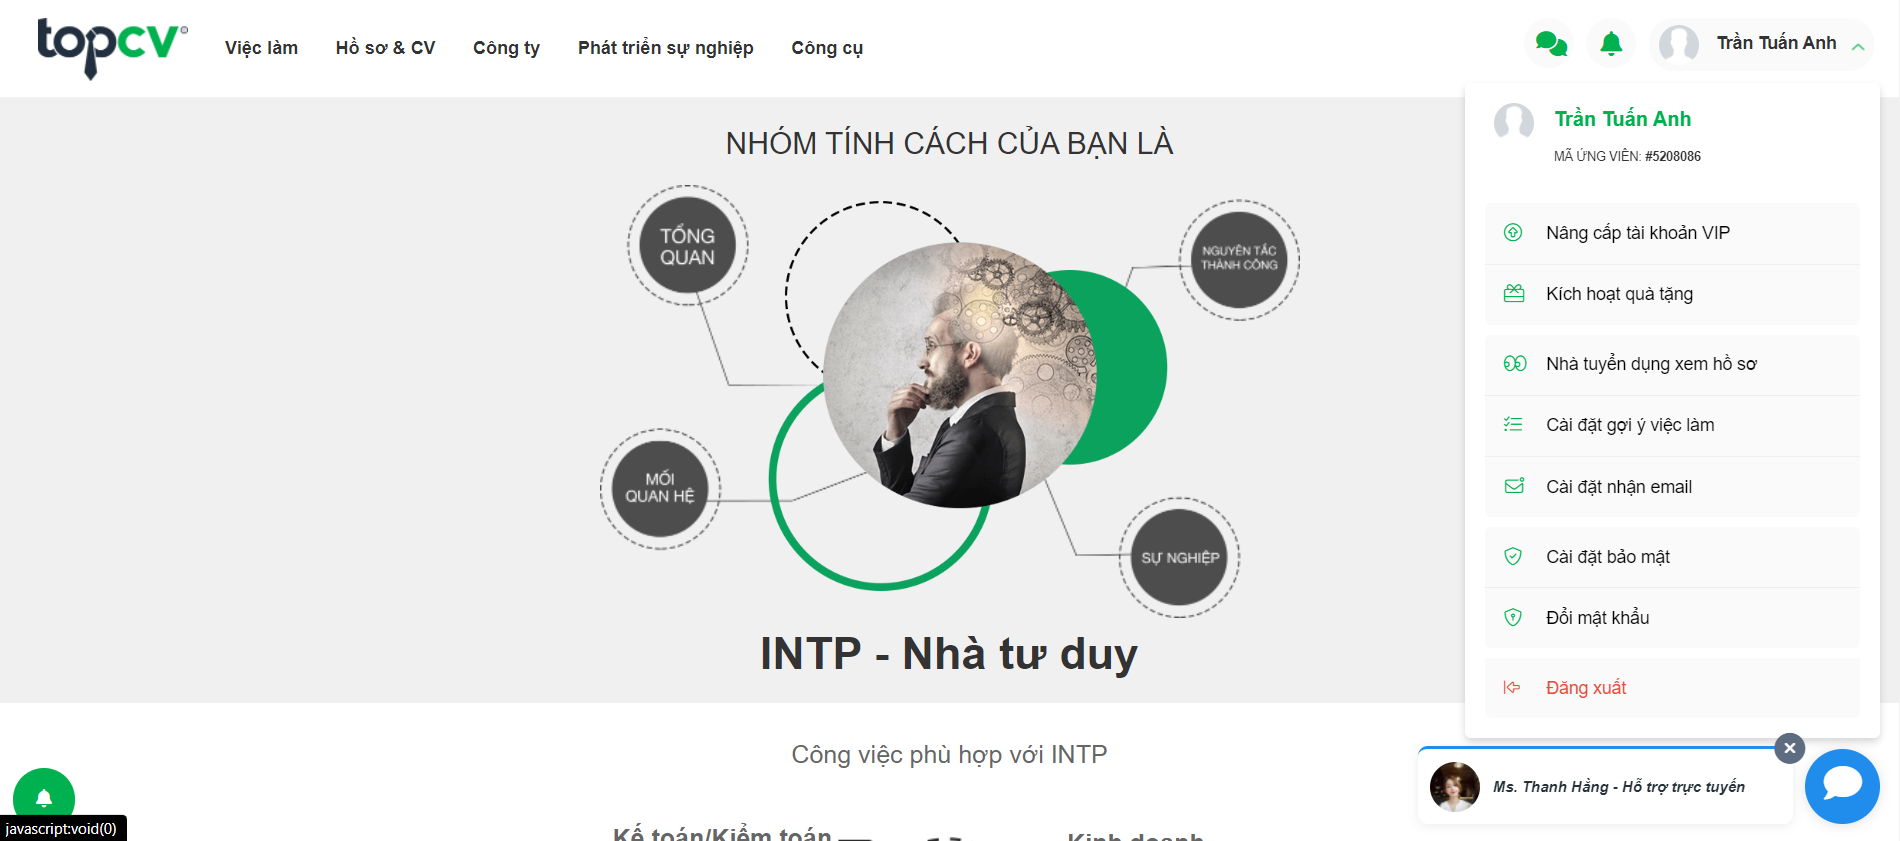 topcv®
Việc làm
Hồ sơ & CV
Công ty
Phát triển sự nghiệp
Công cụ
Trần Tuấn Anh
Trần Tuấn Anh
MÃ ỨNG VIÊN: #5208086
Nâng cấp tài khoản VIP
Kích hoạt quà tặng
Nhà tuyển dụng xem hồ sơ
Cài đặt gợi ý việc làm
Cài đặt nhận email
Cài đặt bảo mật
Đổi mật khẩu
Đăng xuất
NHÓM TÍNH CÁCH CỦA BẠN LÀ
TỔNG
QUAN
NGUYÊN TẮC
THÀNH CÔNG
MỐI
QUAN HỆ
SỰ NGHIỆP
INTP - Nhà tư duy
Công việc phù hợp với INTP
Kế toán/Kiểm toán
Kinh doanh
Ms. Thanh Hằng - Hỗ trợ trực tuyến
javascript:void(0)